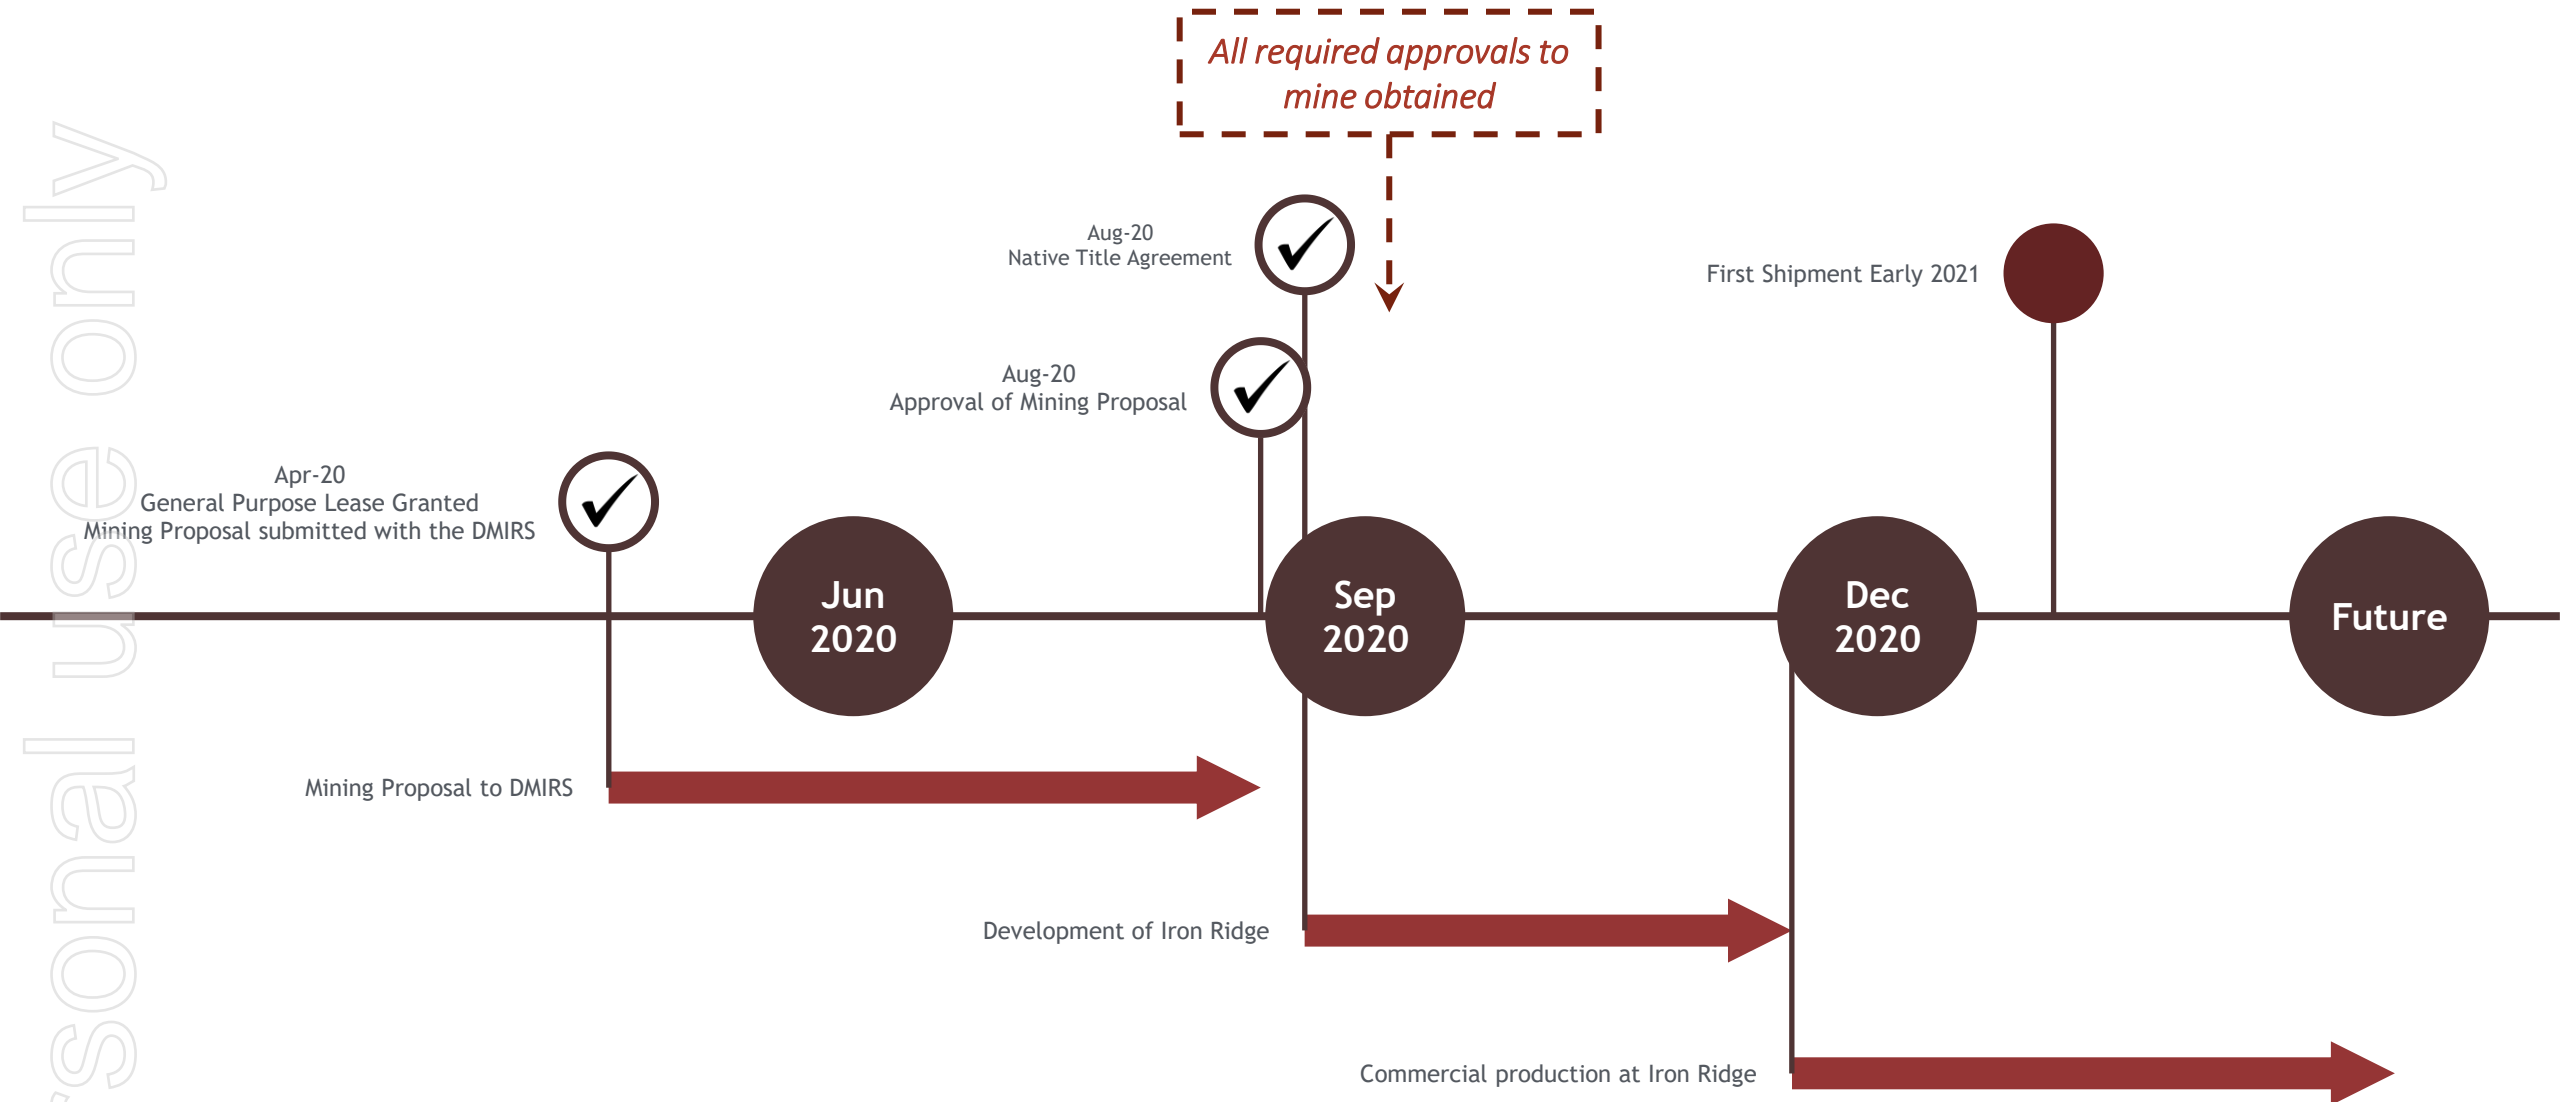 All required approvals to
mine obtained
Aug-20
Native Title Agreement
First Shipment Early 2021
Aug-20
Approval of Mining Proposal
Apr-20
General Purpose Lease Granted
Mining Proposal submitted with the DMIRS
Jun
2020
Sep
2020
Dec
2020
Future
Mining Proposal to DMIRS
Development of Iron Ridge
Commercial production at Iron Ridge
sonal use only